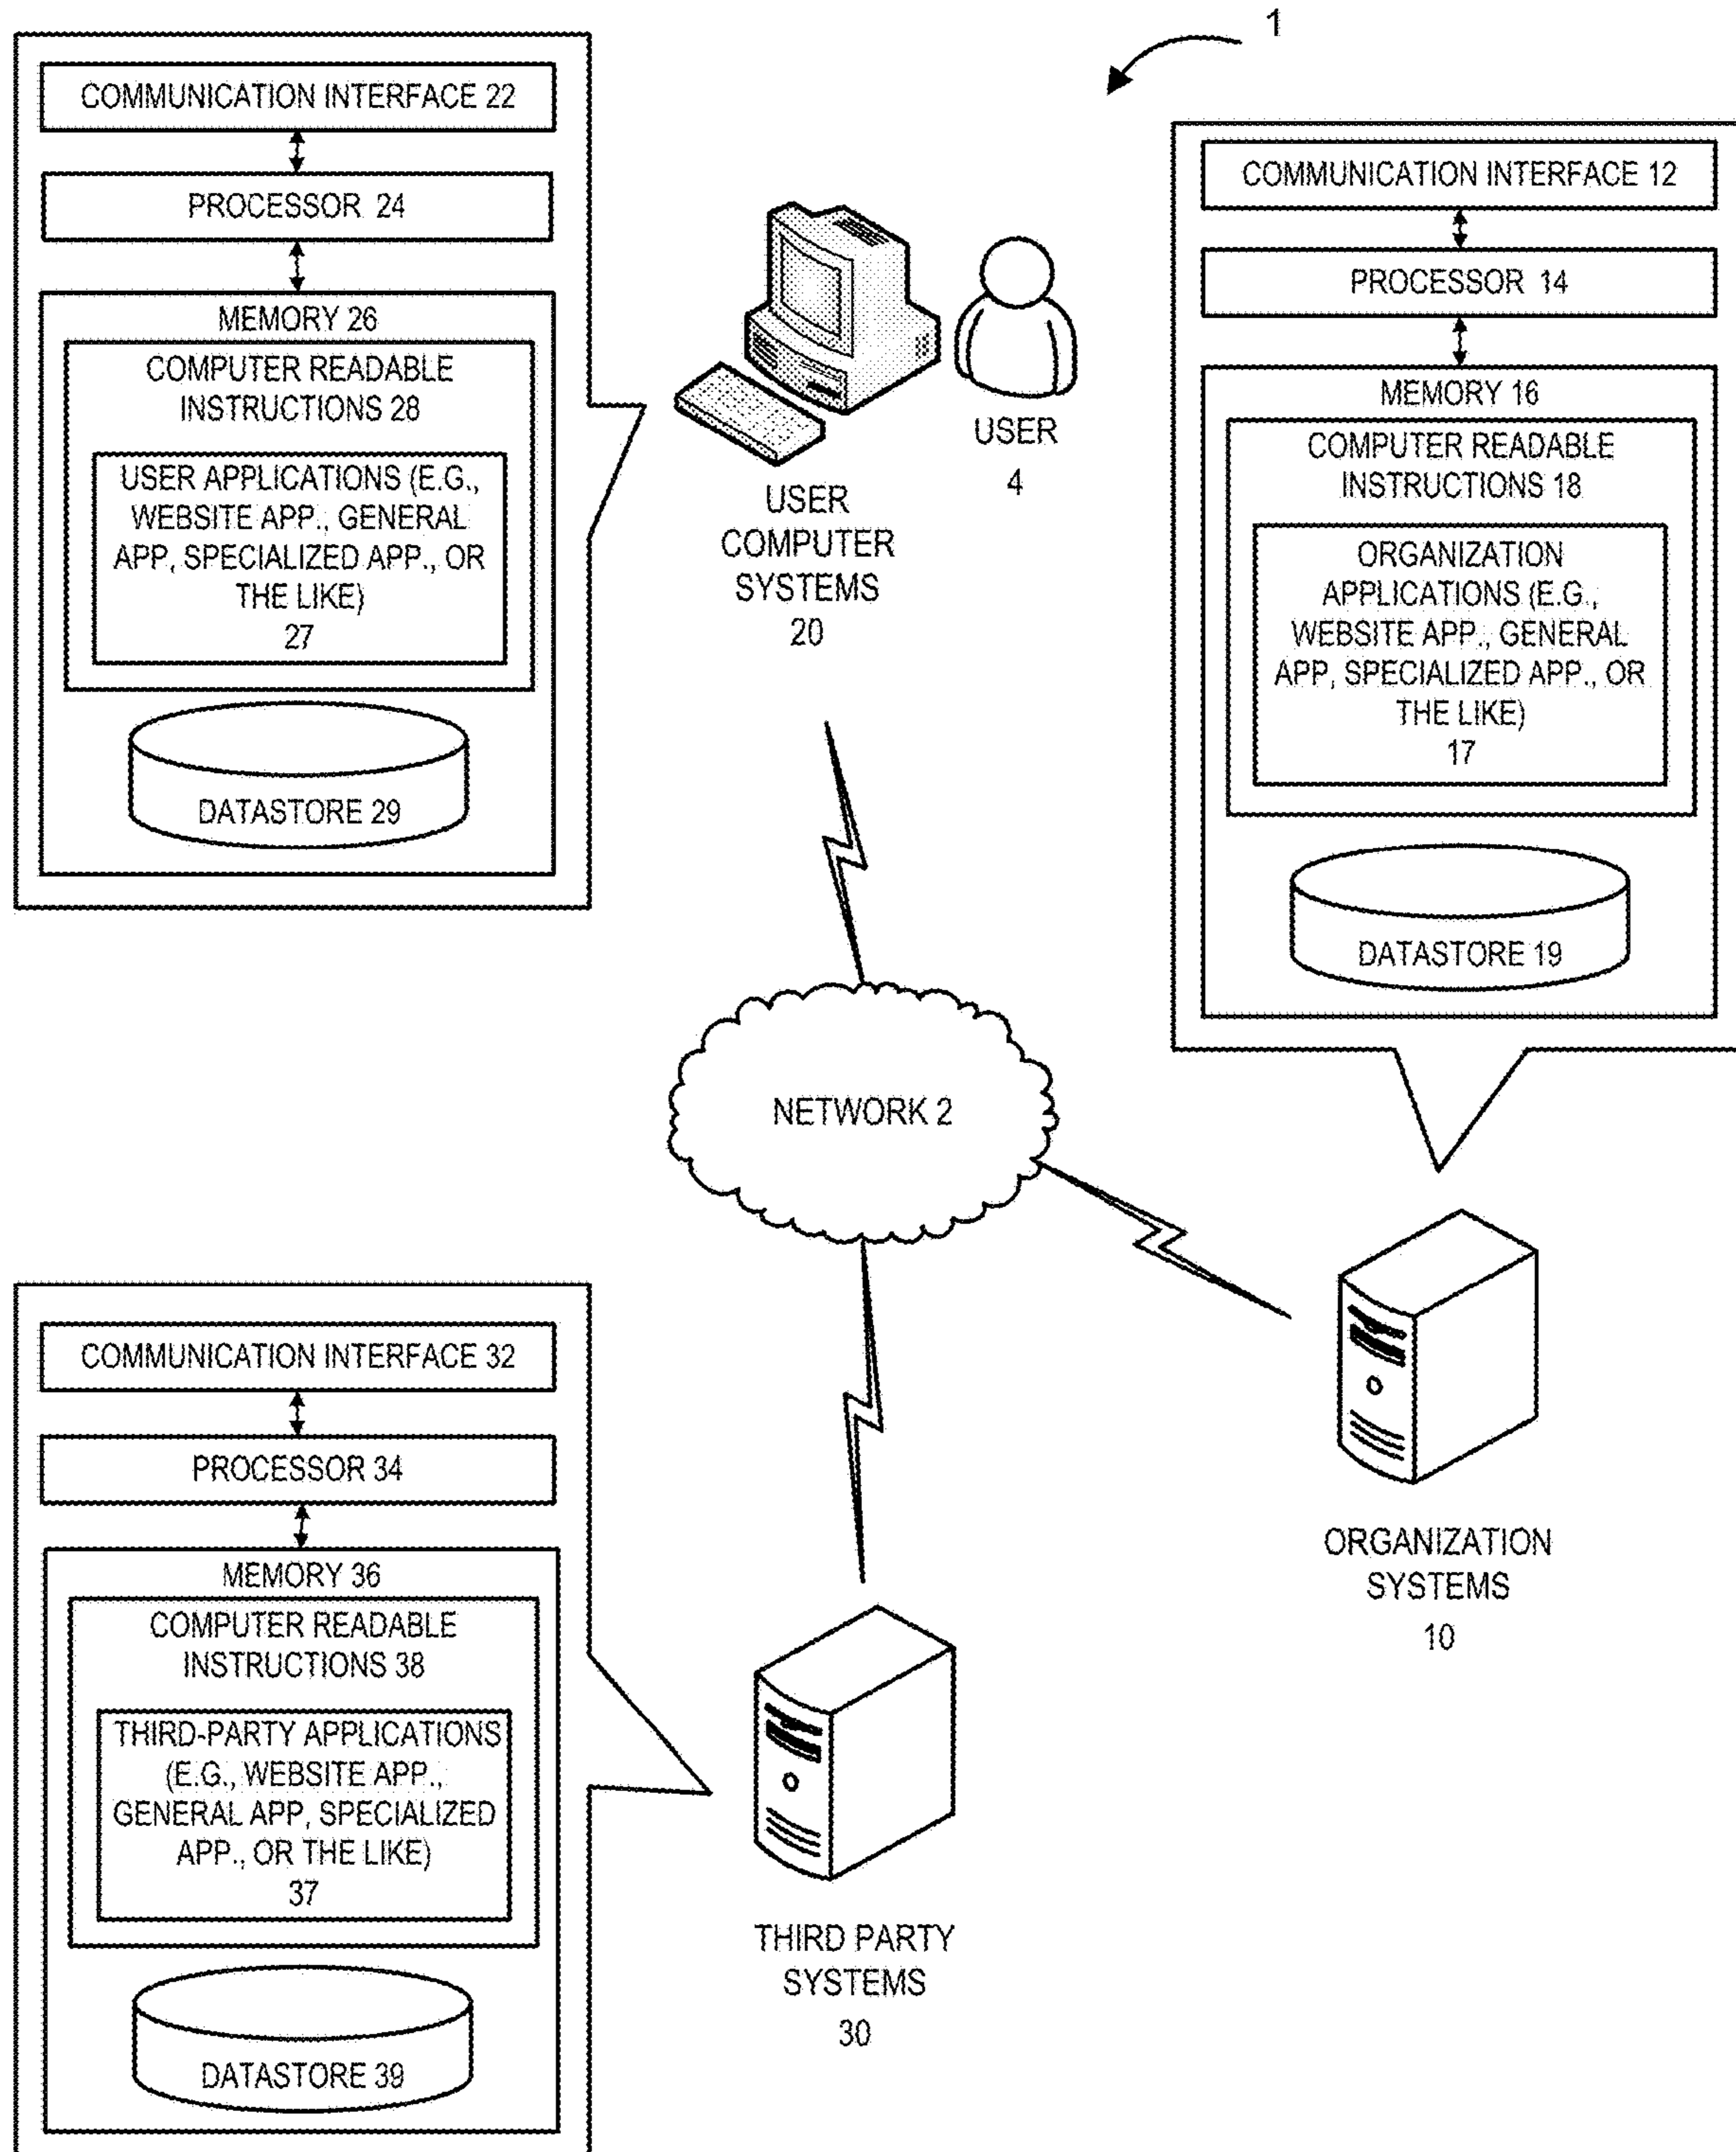 1
COMMUNICATION INTERFACE 22
PROCESSOR 24
MEMORY 26
COMPUTER READABLE
INSTRUCTIONS 28
USER APPLICATIONS (E.G.,
WEBSITE APP., GENERAL
APP, SPECIALIZED APP., OR
THE LIKE)
27
DATASTORE 29
USER
COMPUTER
SYSTEMS
20
USER
4
COMMUNICATION INTERFACE 12
PROCESSOR 14
MEMORY 16
COMPUTER READABLE
INSTRUCTIONS 18
ORGANIZATION
APPLICATIONS (E.G.,
WEBSITE APP., GENERAL
APP, SPECIALIZED APP., OR
THE LIKE)
17
DATASTORE 19
NETWORK 2
ORGANIZATION
SYSTEMS
10
COMMUNICATION INTERFACE 32
PROCESSOR 34
MEMORY 36
COMPUTER READABLE
INSTRUCTIONS 38
THIRD-PARTY APPLICATIONS
(E.G., WEBSITE APP.,
GENERAL APP, SPECIALIZED
APP., OR THE LIKE)
37
DATASTORE 39
THIRD PARTY
SYSTEMS
30